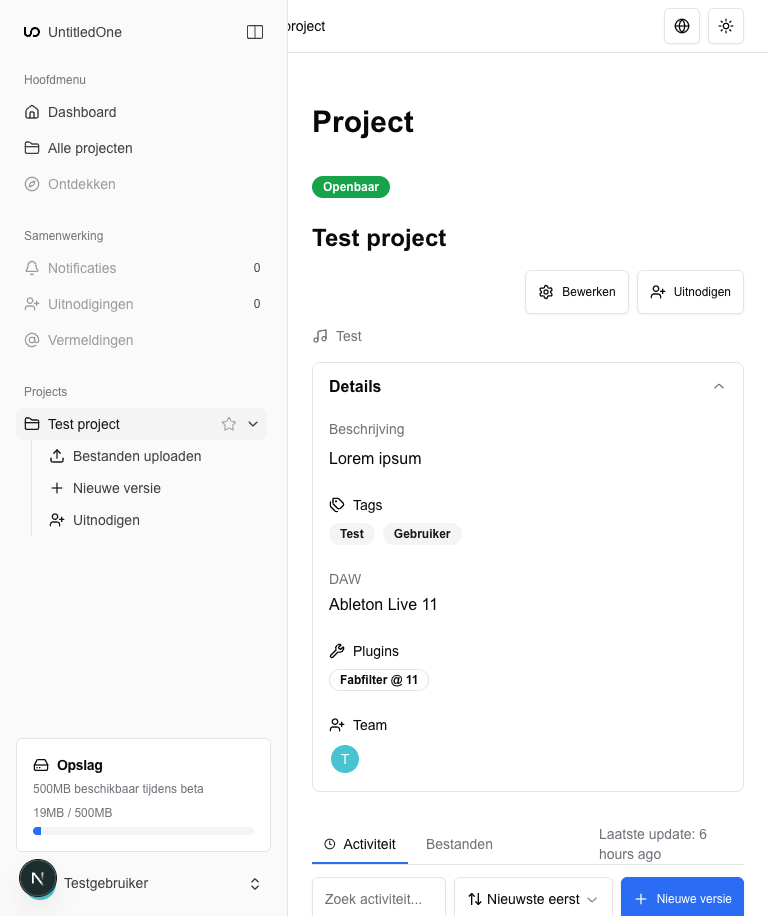 UntitledOne
Hoofdmenu
Dashboard
Alle projecten
Ontdekken
Samenwerking
Notificaties 0
Uitnodigingen 0
Vermeldingen
Projects
Test project
Bestanden uploaden
Nieuwe versie
Uitnodigen
Opslag
500MB beschikbaar tijdens beta
19MB / 500MB
N
Testgebruiker
project
Project
Openbaar
Test project
Bewerken
Uitnodigen
Test
Details
Beschrijving
Lorem ipsum
Tags
Test Gebruiker
DAW
Ableton Live 11
Plugins
Fabfilter @ 11
Team
T
Activiteit
Bestanden
Laatste update: 6
hours ago
Zoek activiteit...
Nieuwste eerst
Nieuwe versie